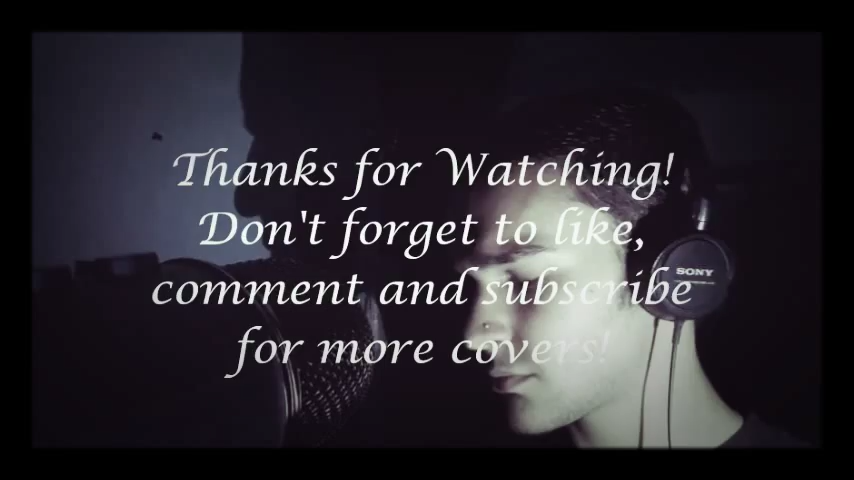 Thanks for Watching!
Don't forget to like,
SONY
comment and subscribe
for more covers!